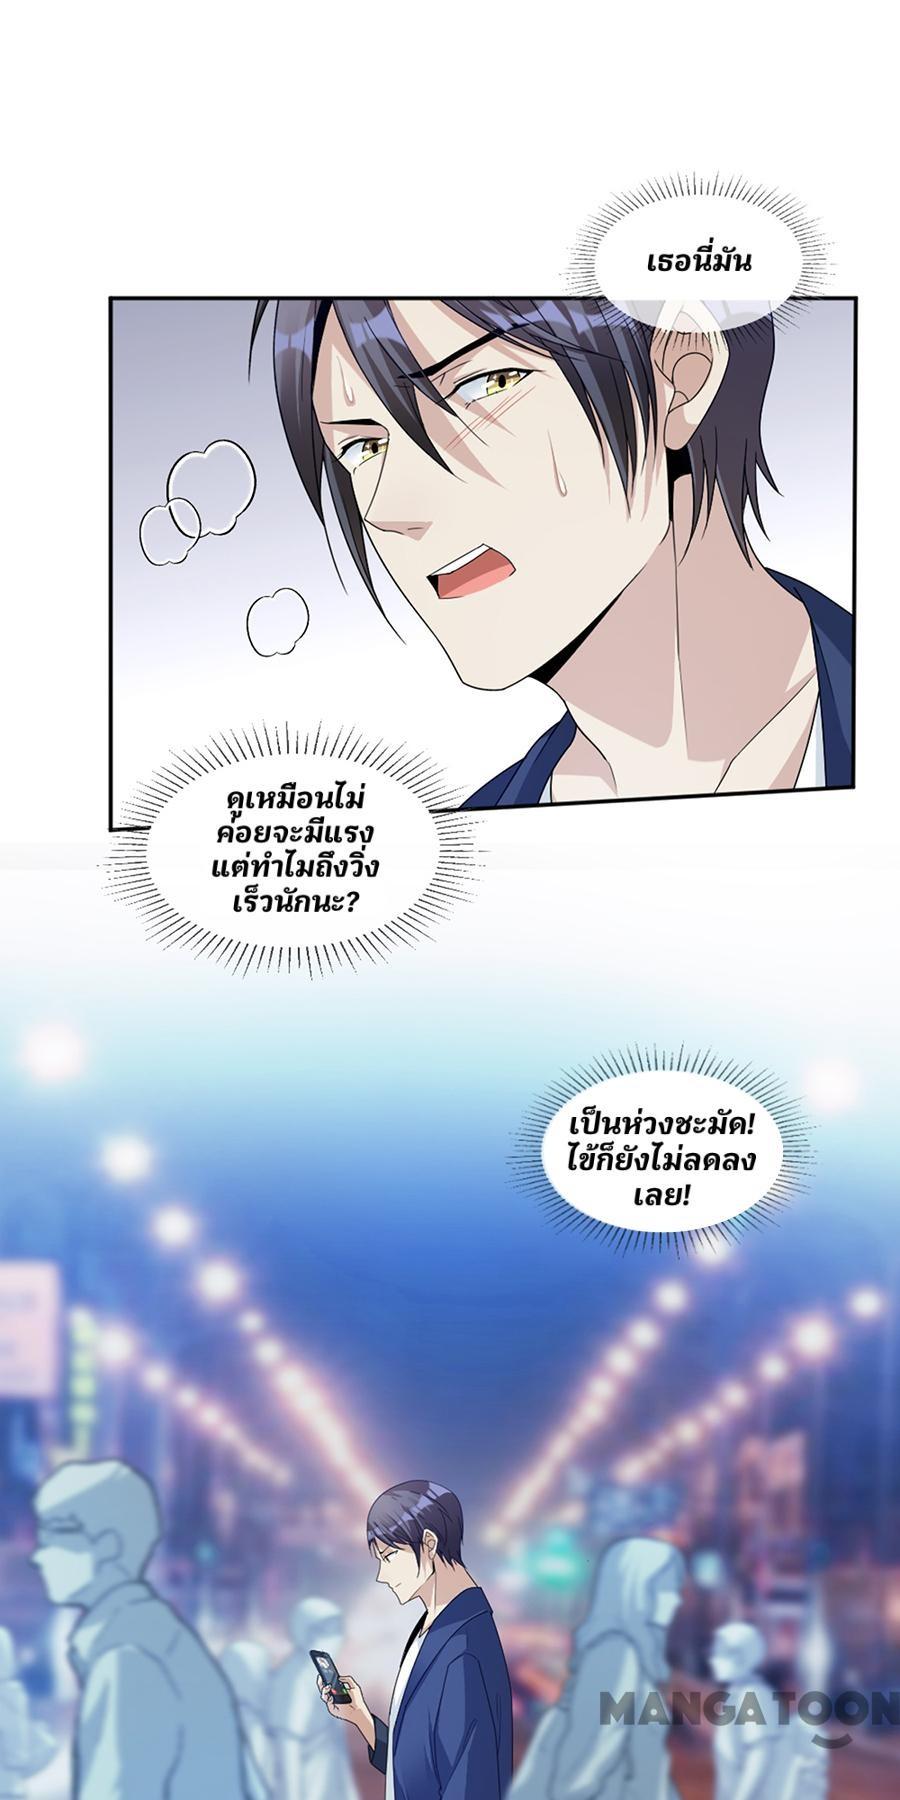 เธอนี่มัน
ดูเหมือนไม่
ค่อยจะมีแรง
แต่ทำไมถึงวิ่ง
เร็วนักนะ?
เป็นห่วงชะมัด!
ไข้ก็ยังไม่ลดลง
เลย!
MANGATOON